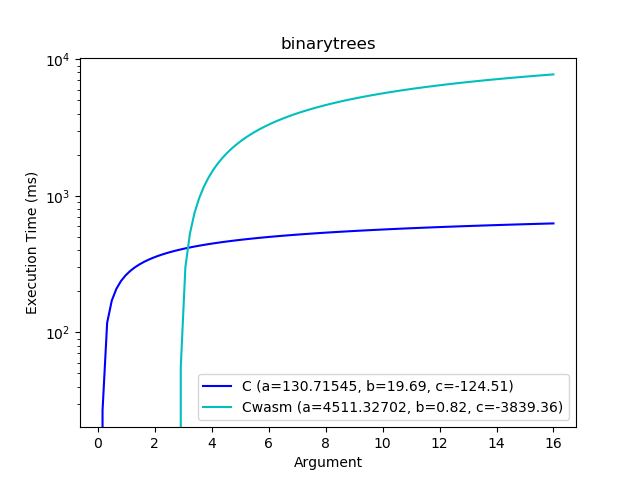 binarytrees
10^4
10^3
10^2
Execution Time (ms)
C (a=130.71545, b=19.69, c=-124.51)
Cwasm (a=4511.32702, b=0.82, c=-3839.36)
0 2 4 6 8 10 12 14 16
Argument